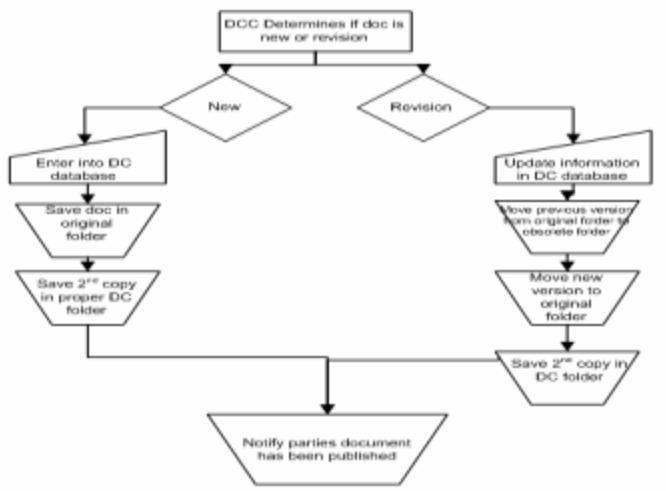 DCC Determines if doc is
new or revision
New
Revision
Enter into DC
database
Update information
in DC database
Save doc in
original
folder
Move previous version
from original folder to
obsolete folder
Save 2nd copy
in proper DC
folder
Move new
version to
original
folder
Save 2nd copy in
DC folder
Notify parties document
has been published